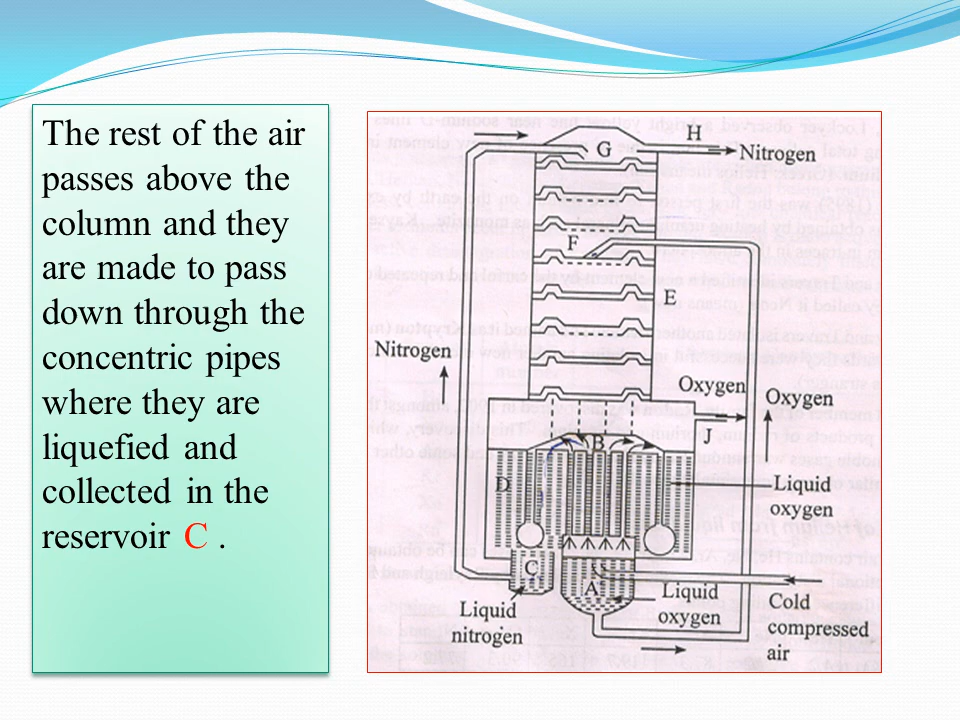 The rest of the air
passes above the
column and they
are made to pass
down through the
concentric pipes
where they are
liquefied and
collected in the
reservoir C .
H
G
Nitrogen
F
E
Nitrogen
Oxygen
Oxygen
J
B
D
Liquid
oxygen
C
A
Liquid
nitrogen
Liquid
oxygen
Cold
compressed
air